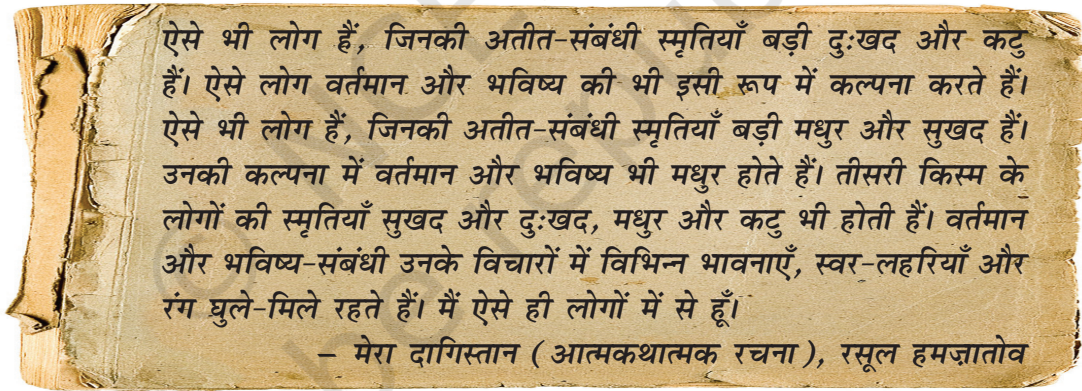 ऐसे भी लोग हैं, जिनकी अतीत-संबंधी स्मृतियाँ बड़ी दु:खद और कटु
हैं। ऐसे लोग वर्तमान और भविष्य की भी इसी रूप में कल्पना करते हैं।
ऐसे भी लोग हैं, जिनकी अतीत-संबंधी स्मृतियाँ बड़ी मधुर और सुखद हैं।
उनकी कल्पना में वर्तमान और भविष्य भी मधुर होते हैं। तीसरी किस्म के
लोगों की स्मृतियाँ सुखद और दु:खद, मधुर और कटु भी होती हैं। वर्तमान
और भविष्य-संबंधी उनके विचारों में विभिन्न भावनाएँ, स्वर-लहरियाँ और
रंग घुले-मिले रहते हैं। मैं ऐसे ही लोगों में से हूँ।
– मेरा दागिस्तान (आत्मकथात्मक रचना), रसूल हमज़ातोव